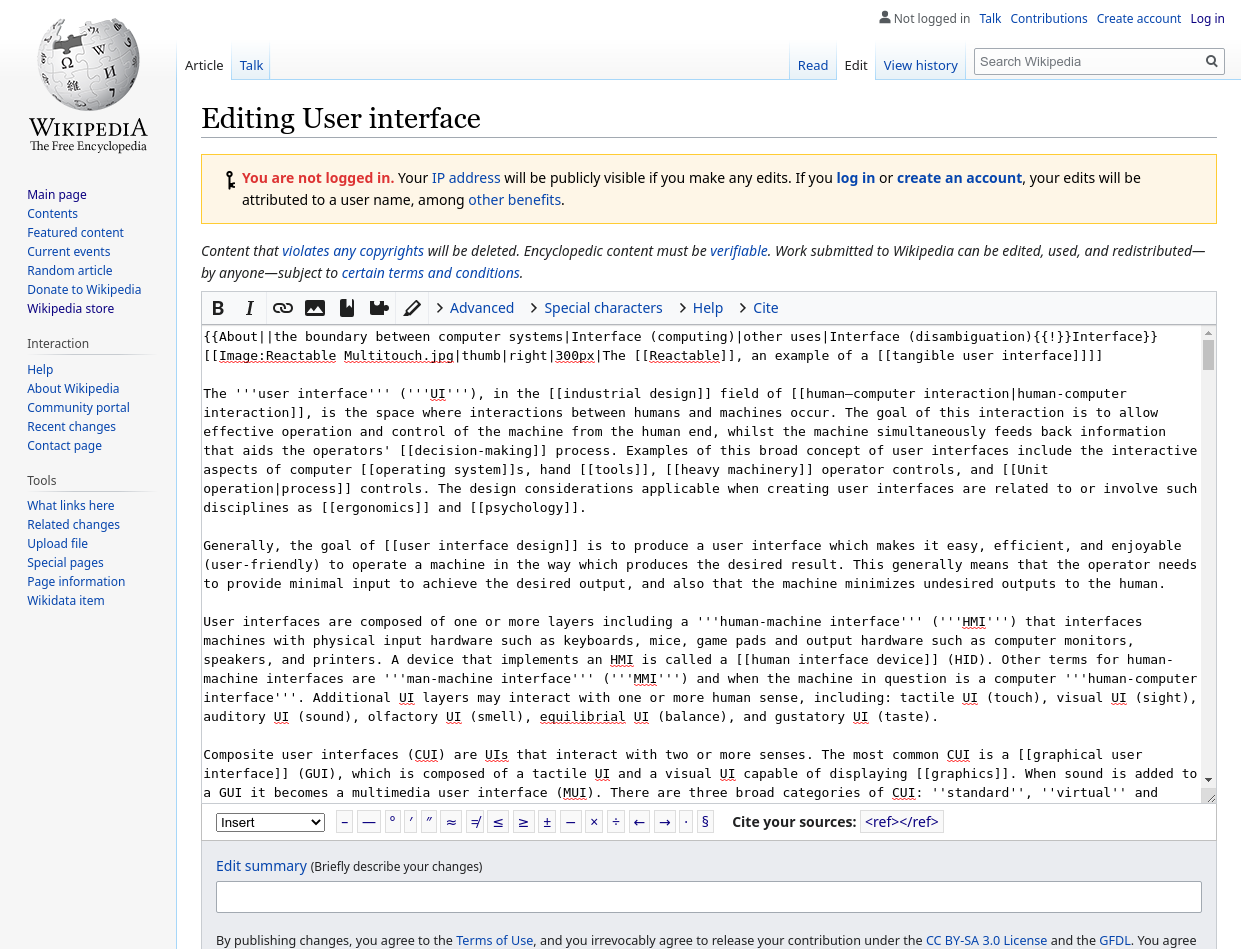 Not logged in Talk Contributions Create account Log in
Article Talk Read Edit View history Search Wikipedia
WIKIPEDIA
The Free Encyclopedia
Main page
Contents
Featured content
Current events
Random article
Donate to Wikipedia
Wikipedia store
Interaction
Help
About Wikipedia
Community portal
Recent changes
Contact page
Tools
What links here
Related changes
Upload file
Special pages
Page information
Wikidata item
Editing User interface
You are not logged in. Your IP address will be publicly visible if you make any edits. If you log in or create an account, your edits will be
attributed to a user name, among other benefits.
Content that violates any copyrights will be deleted. Encyclopedic content must be verifiable. Work submitted to Wikipedia can be edited, used, and redistributed—
by anyone—subject to certain terms and conditions.
B I Advanced Special characters Help Cite
{{About||the boundary between computer systems|Interface (computing)|other uses|Interface (disambiguation){{!}}Interface}}
[[Image:Reactable Multitouch.jpg|thumb|right|300px|The [[Reactable]], an example of a [[tangible user interface]]]]
The '''user interface''' ('''UI'''), in the [[industrial design]] field of [[human–computer interaction|human-computer
interaction]], is the space where interactions between humans and machines occur. The goal of this interaction is to allow
effective operation and control of the machine from the human end, whilst the machine simultaneously feeds back information
that aids the operators' [[decision-making]] process. Examples of this broad concept of user interfaces include the interactive
aspects of computer [[operating system]]s, hand [[tools]], [[heavy machinery]] operator controls, and [[Unit
operation|process]] controls. The design considerations applicable when creating user interfaces are related to or involve such
disciplines as [[ergonomics]] and [[psychology]].
Generally, the goal of [[user interface design]] is to produce a user interface which makes it easy, efficient, and enjoyable
(user-friendly) to operate a machine in the way which produces the desired result. This generally means that the operator needs
to provide minimal input to achieve the desired output, and also that the machine minimizes undesired outputs to the human.
User interfaces are composed of one or more layers including a '''human-machine interface''' ('''HMI''') that interfaces
machines with physical input hardware such as keyboards, mice, game pads and output hardware such as computer monitors,
speakers, and printers. A device that implements an HMI is called a [[human interface device]] (HID). Other terms for human-
machine interfaces are '''man-machine interface''' ('''MMI''') and when the machine in question is a computer '''human-computer
interface'''. Additional UI layers may interact with one or more human sense, including: tactile UI (touch), visual UI (sight),
auditory UI (sound), olfactory UI (smell), equilibrial UI (balance), and gustatory UI (taste).
Composite user interfaces (CUI) are UIs that interact with two or more senses. The most common CUI is a [[graphical user
interface]] (GUI), which is composed of a tactile UI and a visual UI capable of displaying [[graphics]]. When sound is added to
a GUI it becomes a multimedia user interface (MUI). There are three broad categories of CUI: ''standard'', ''virtual'' and
Insert – — ° ′ ″ ≈ ≠ ≤ ≥ ± − × ÷ ← → · § Cite your sources: <ref></ref>
Edit summary (Briefly describe your changes)
By publishing changes, you agree to the Terms of Use, and you irrevocably agree to release your contribution under the CC BY-SA 3.0 License and the GFDL. You agree